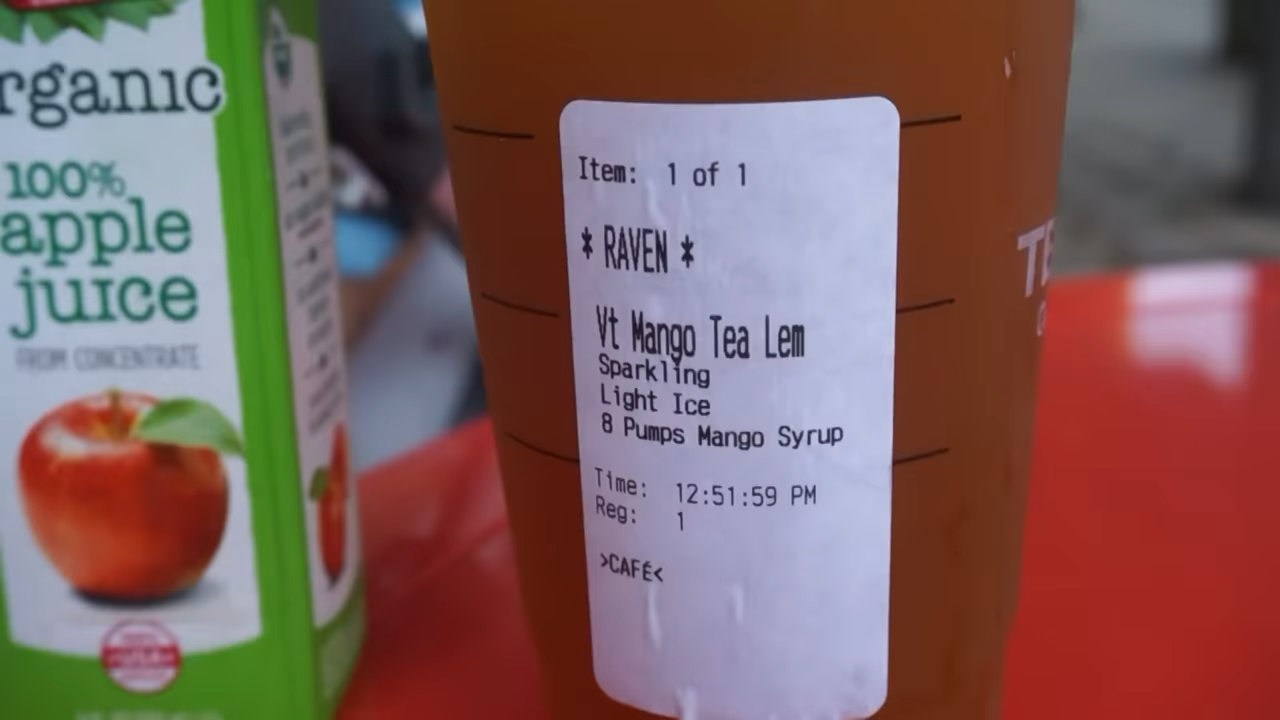 rganic
100%
apple
juice
FROM CONCENTRATE
Item: 1 of 1
* RAVEN *
Vt Mango Tea Lem
Sparkling
Light Ice
8 Pumps Mango Syrup
Time: 12:51:59 PM
Reg: 1
>CAFÉ<
TE